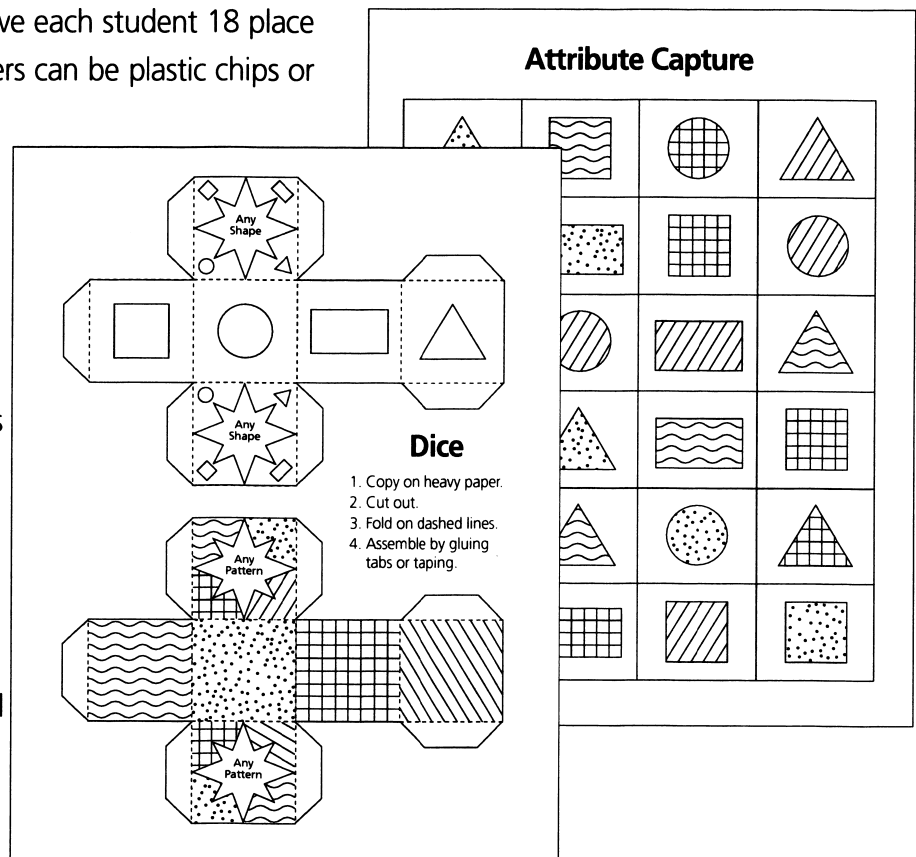 ve each student 18 place
ers can be plastic chips or
Attribute Capture
Any
Shape
Any
Shape
Dice
1. Copy on heavy paper.
2. Cut out.
3. Fold on dashed lines.
4. Assemble by gluing
tabs or taping.
Any
Pattern
Any
Pattern